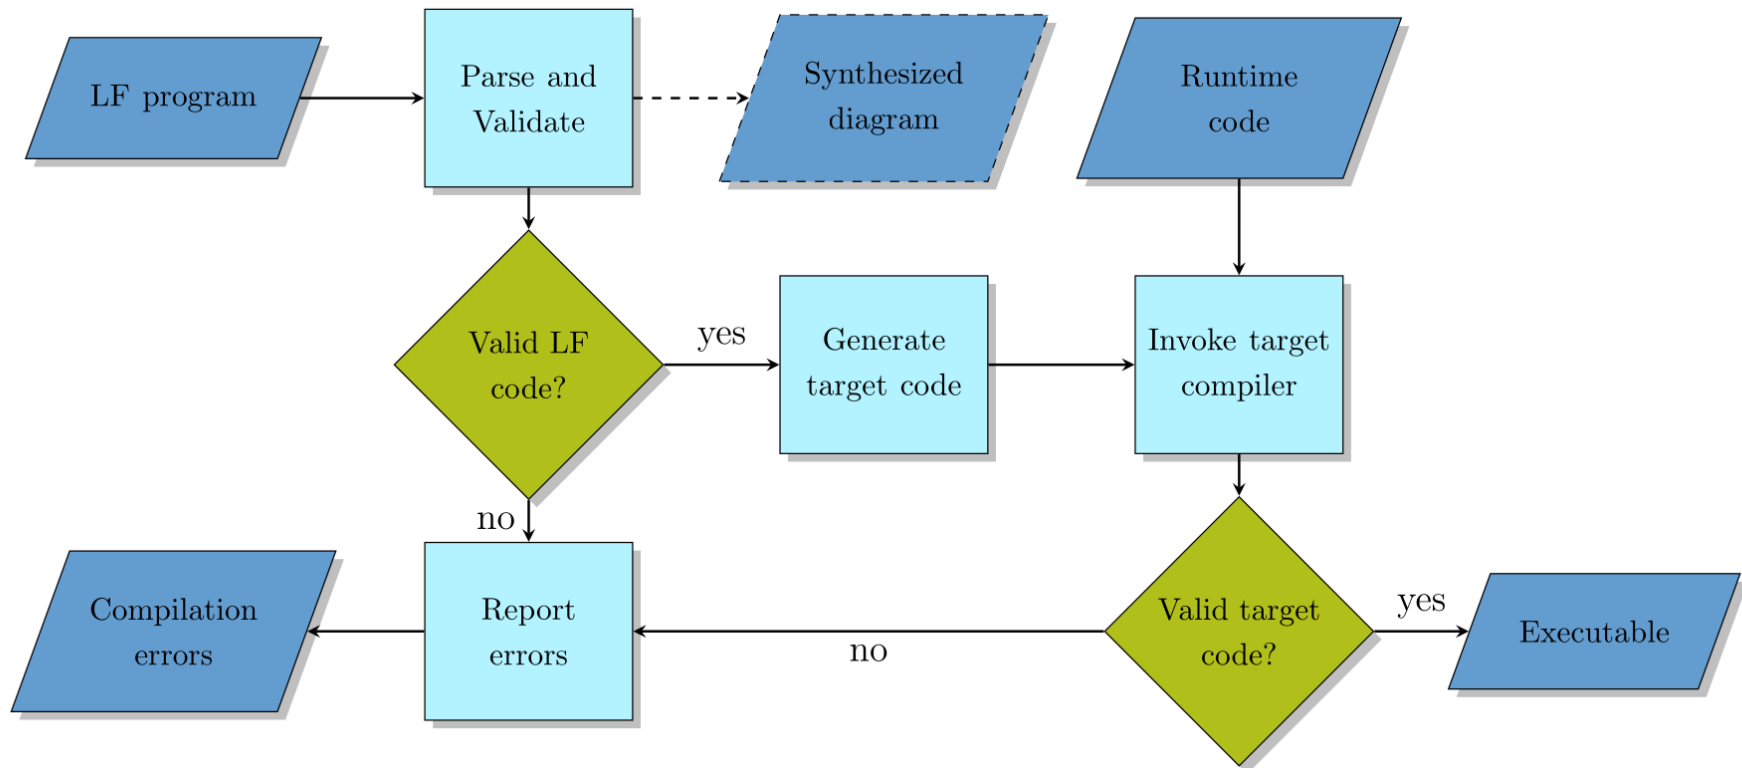 LF program
Parse and
Validate
Synthesized
diagram
Runtime
code
Valid LF
code?
yes
Generate
target code
Invoke target
compiler
no
Compilation
errors
Report
errors
no
Valid target
code?
yes
Executable